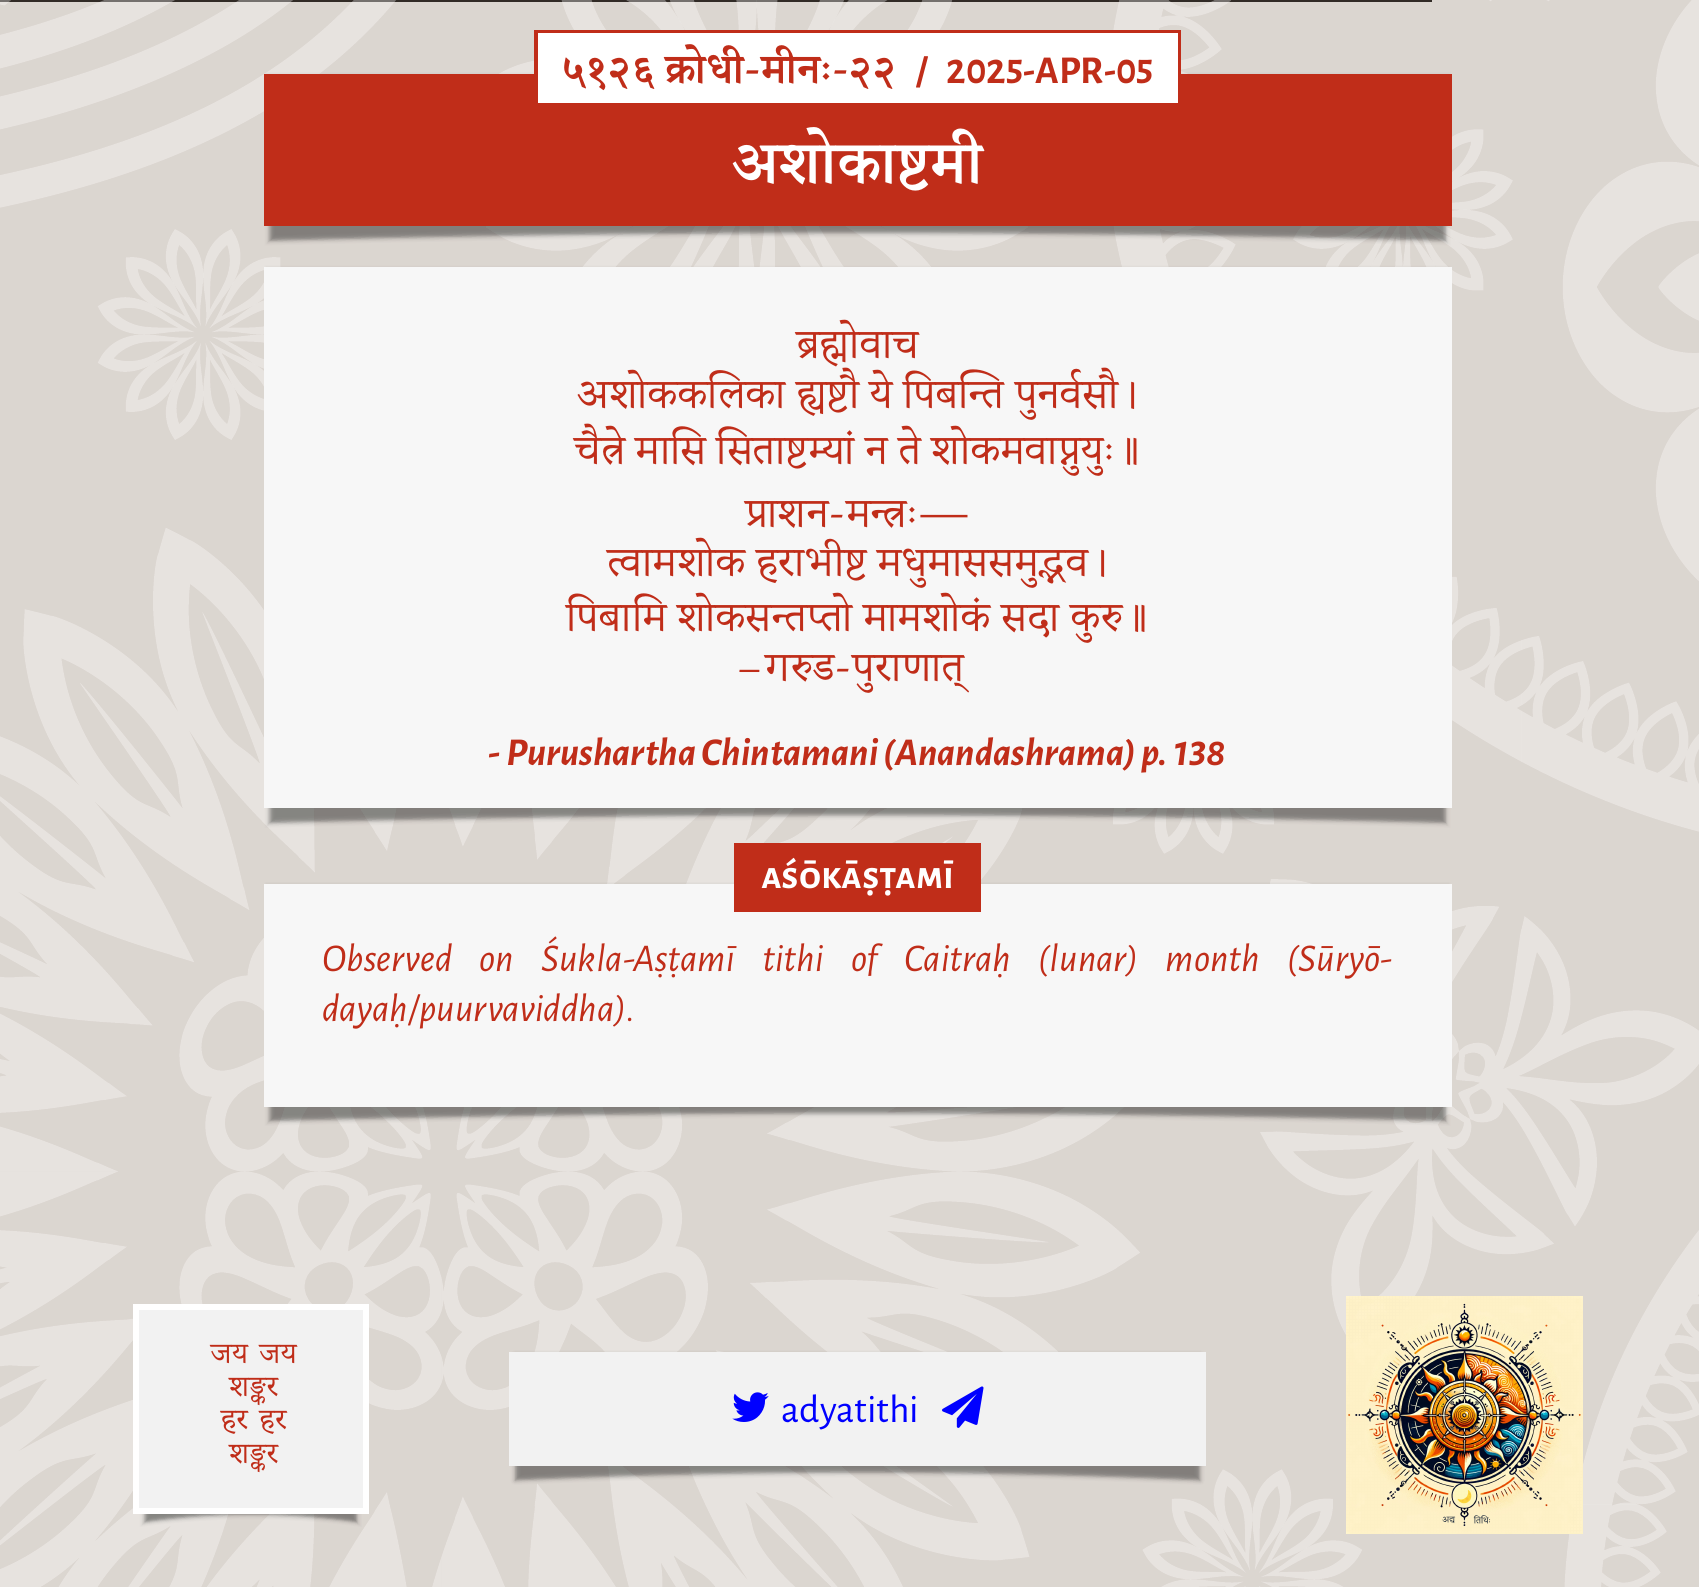 ५१२६ क्रोधी-मीनः-२२ / 2025-APR-05
अशोकाष्टमी
ब्रह्मोवाच
अशोककलिका ह्यष्टौ ये पिबन्ति पुनर्वसौ।
चैत्रे मासि सिताष्टम्यां न ते शोकमवाप्नुयुः॥
प्राशन-मन्त्रः—
त्वामशोक हराभीष्ट मधुमाससमुद्भव।
पिबामि शोकसन्तप्तो मामशोकं सदा कुरु॥
–गरुड-पुराणात्
- Purushartha Chintamani (Anandashrama) p. 138
AŚŌKĀṢṬAMĪ
Observed on Śukla-Aṣṭamī tithi of Caitraḥ (lunar) month (Sūryō-
dayaḥ/puurvaviddha).
जय जय
शङ्कर
हर हर
शङ्कर
adyatithi
अद्य तिथिः